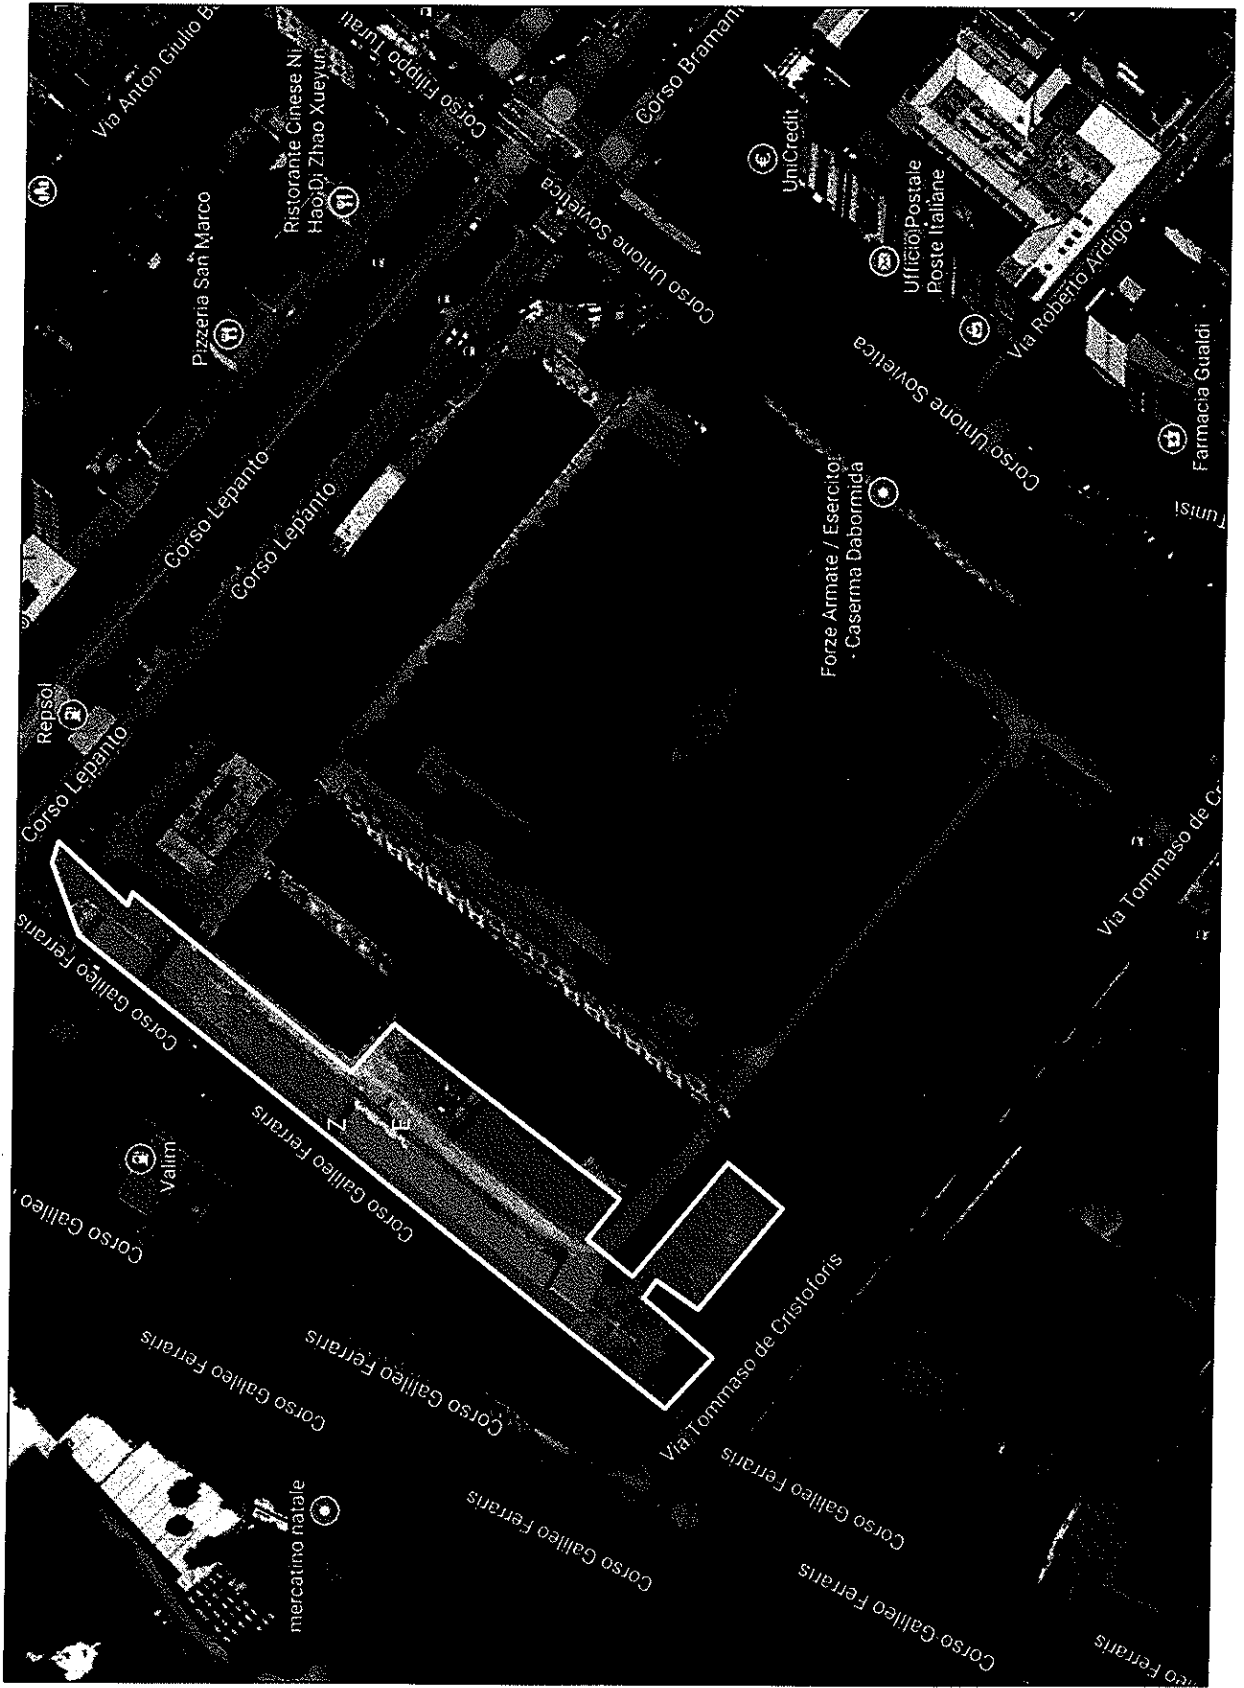 Via Anton Giulio
Ristorante Cinese Ni
Hao Di Zhao Xueyun
Corso Filippo Turati
Corso Bramant
Pizzeria San Marco
Corso Unione Sovietica
UniCredit
Ufficio Postale
Poste Italiane
Via Roberto Ardigo
Corso Unione Sovietica
Farmacia Gualdi
Tunisi
Corso Lepanto
Corso Lepanto
Forze Armate / Esercito
- Caserma Dabormida
Repsol
Corso Lepanto
Via Tommaso de Cr
Corso Galileo Ferraris
Valim
Corso Galileo Ferraris
Corso Galileo
Z
E
Via Tommaso de Cristoforis
Corso Galileo Ferraris
Corso Galileo Ferraris
mercatino natale
Corso Galileo Ferraris
Corso Galileo Ferraris
Corso Galileo Ferraris
Ferraris